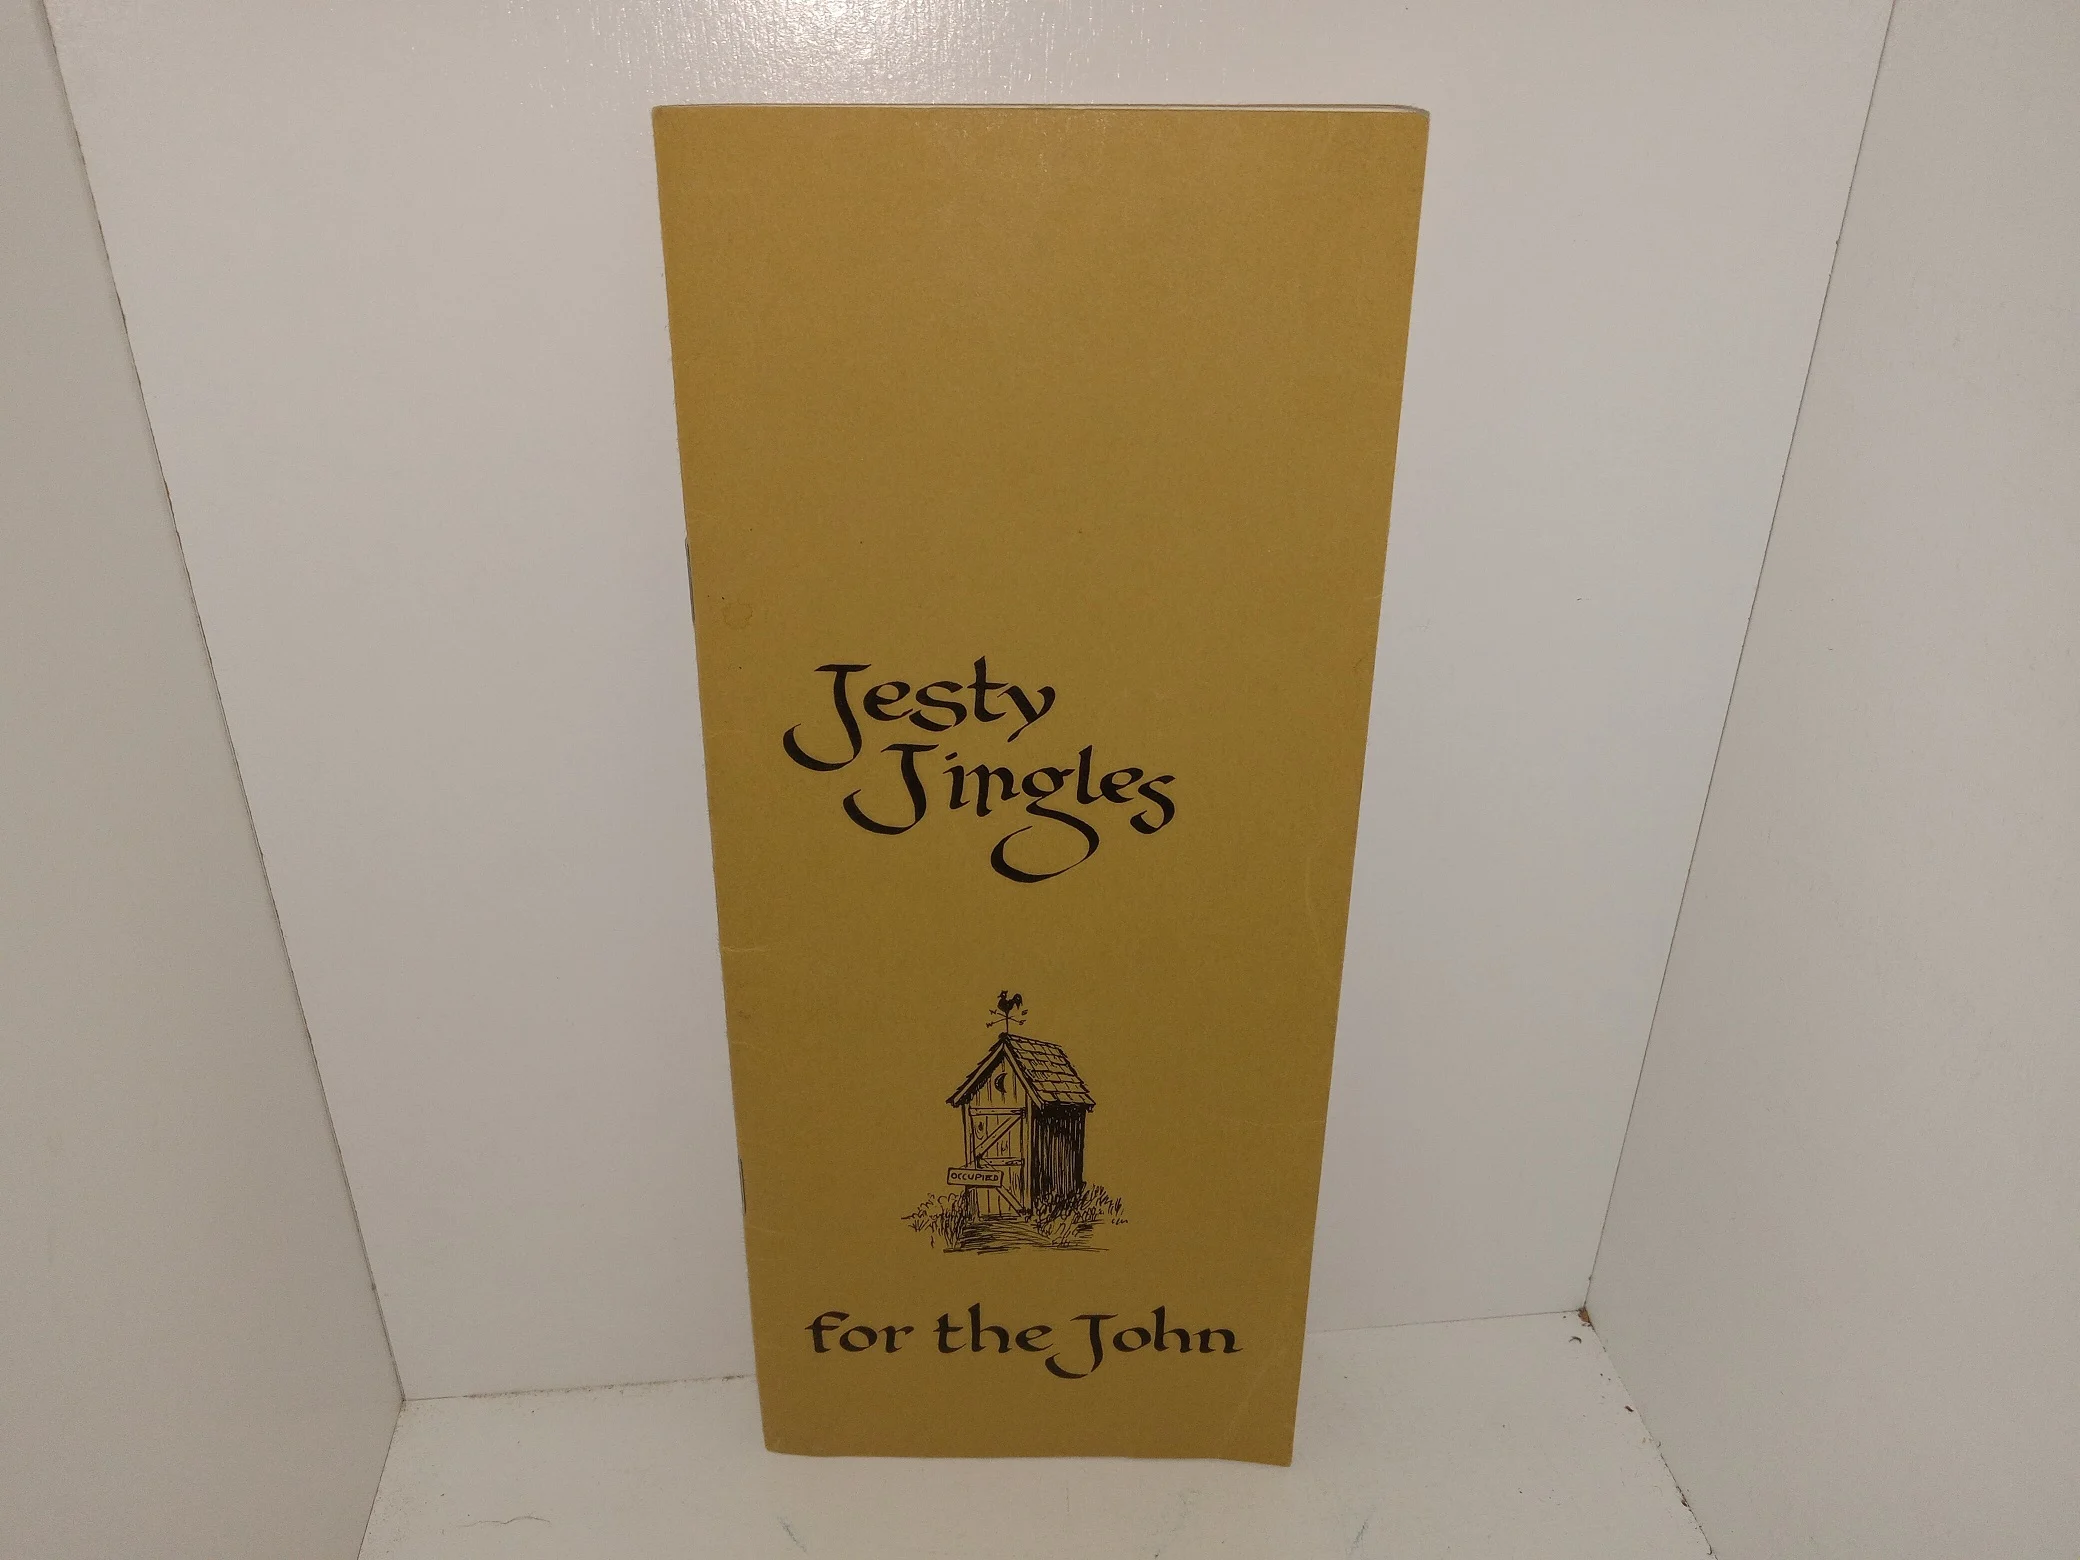 Jesty
Jingles
OCCUPIED
for the John